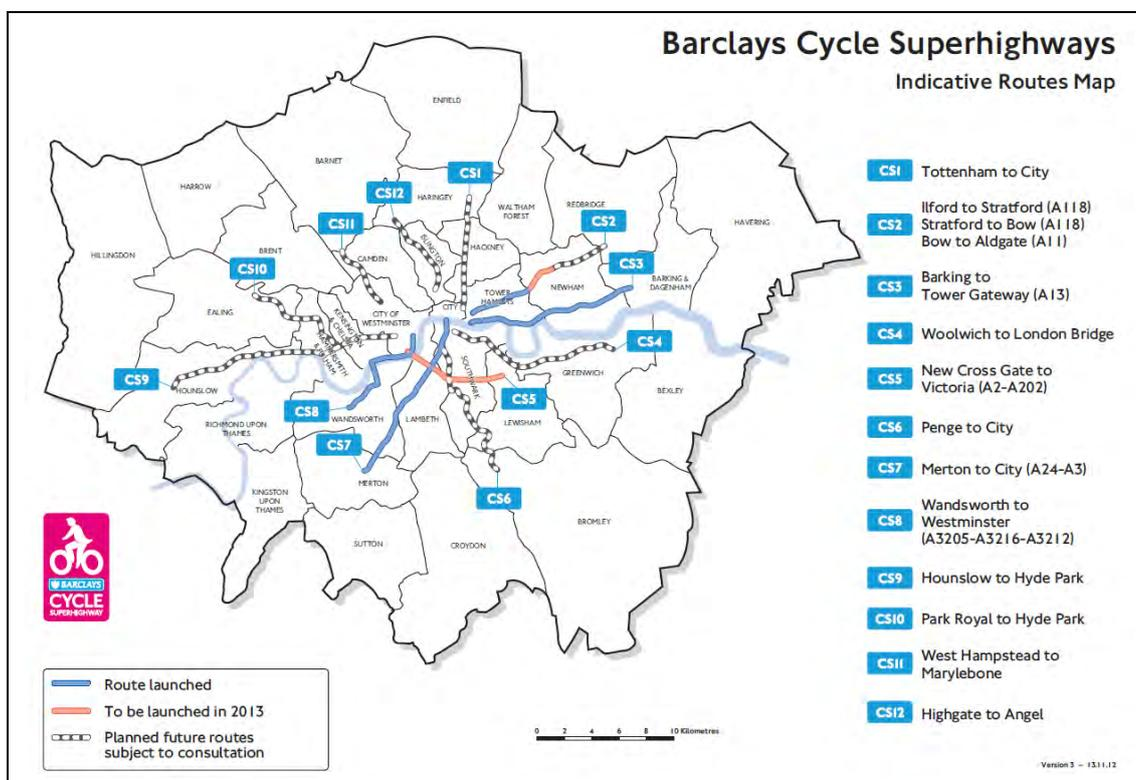 Barclays Cycle Superhighways
Indicative Routes Map
ENFIELD
BARNET
HARROW
HARINGEY
WALTHAM
FOREST
REDBRIDGE
HAVERING
HILLINGDON
BRENT
CAMDEN
ISLINGTON
HACKNEY
BARKING &
DAGENHAM
NEWHAM
TOWER
HAMLETS
CITY
CITY OF
WESTMINSTER
KENSINGTON
& CHELSEA
HAMMERSMITH
& FULHAM
EALING
HOUNSLOW
RICHMOND UPON
THAMES
WANDSWORTH
LAMBETH
SOUTHWARK
LEWISHAM
GREENWICH
BEXLEY
MERTON
KINGSTON
UPON
THAMES
SUTTON
CROYDON
BROMLEY
CS1
CS12
CS11
CS2
CS3
CS10
CS4
CS9
CS5
CS8
CS7
CS6
CS1 Tottenham to City
CS2 Ilford to Stratford (A118)
Stratford to Bow (A118)
Bow to Aldgate (A11)
CS3 Barking to
Tower Gateway (A13)
CS4 Woolwich to London Bridge
CS5 New Cross Gate to
Victoria (A2-A202)
CS6 Penge to City
CS7 Merton to City (A24-A3)
CS8 Wandsworth to
Westminster
(A3205-A3216-A3212)
CS9 Hounslow to Hyde Park
CS10 Park Royal to Hyde Park
CS11 West Hampstead to
Marylebone
CS12 Highgate to Angel
BARCLAYS
CYCLE
SUPERHIGHWAY
Route launched
To be launched in 2013
Planned future routes
subject to consultation
0 2 4 6 8 10 Kilometres
Version 3 – 13.11.12